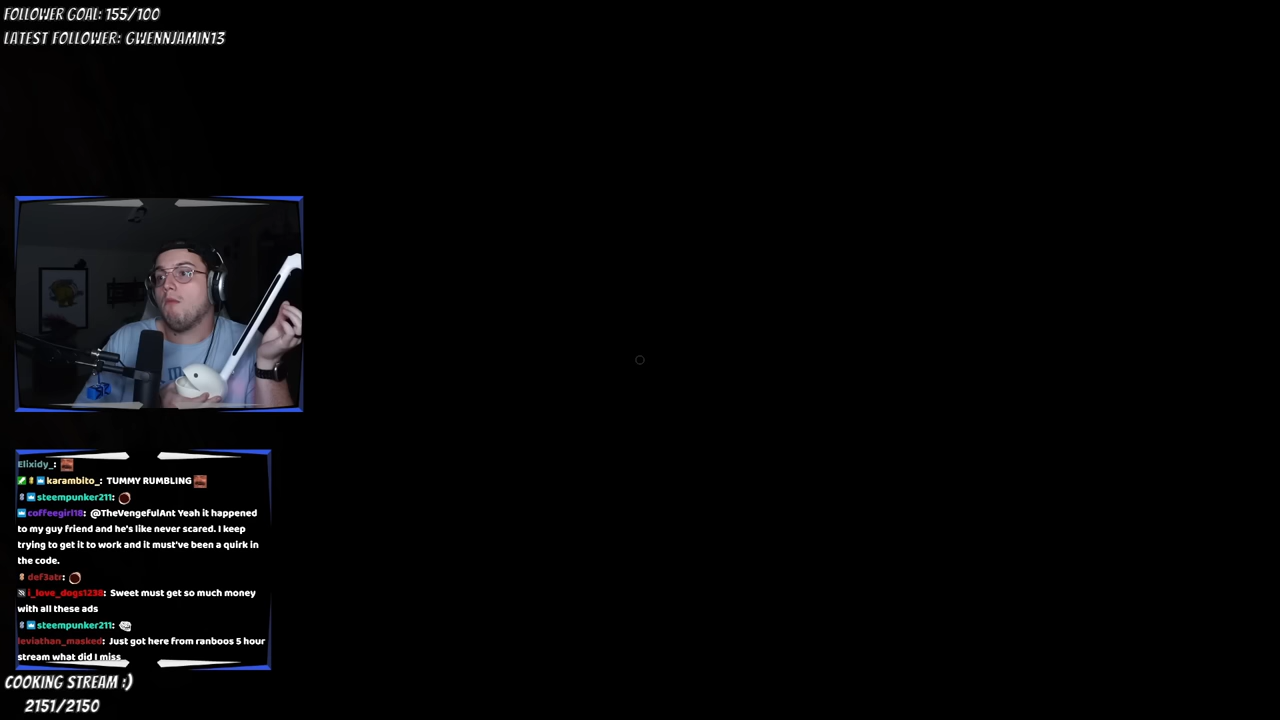 FOLLOWER GOAL: 155/100
LATEST FOLLOWER: GWENNJAMIN13
Elixidy_:
karambito_: TUMMY RUMBLING
steempunker211:
coffeegirl18: @TheVengefulAnt Yeah it happened
to my guy friend and he's like never scared. I keep
trying to get it to work and it must've been a quirk in
the code.
def3atr:
i_love_dogs1238: Sweet must get so much money
with all these ads
steempunker211:
leviathan_masked: Just got here from ranboos 5 hour
stream what did I miss
COOKING STREAM :)
2151/2150